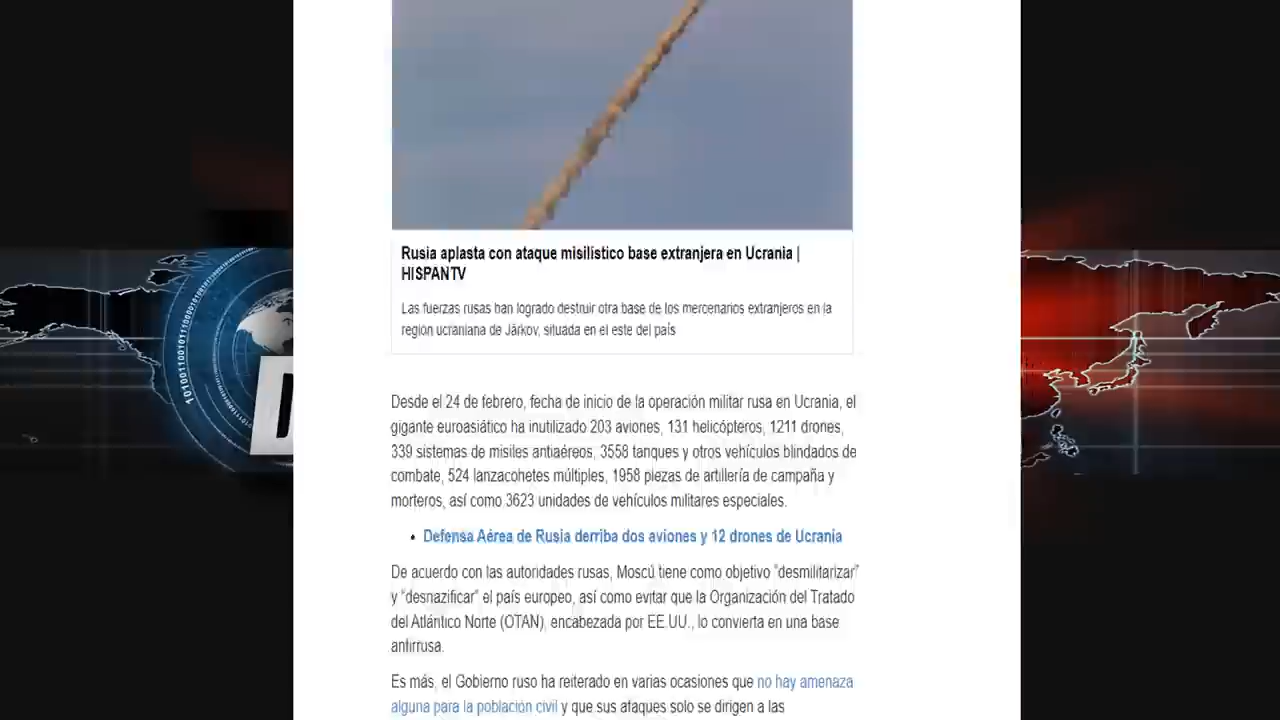 Rusia aplasta con ataque misilístico base extranjera en Ucrania |
HISPANTV
Las fuerzas rusas han logrado destruir otra base de los mercenarios extranjeros en la
región ucraniana de Járkov, situada en el este del país
Desde el 24 de febrero, fecha de inicio de la operación militar rusa en Ucrania, el
gigante euroasiático ha inutilizado 203 aviones, 131 helicópteros, 1211 drones,
339 sistemas de misiles antiaéreos, 3558 tanques y otros vehículos blindados de
combate, 524 lanzacohetes múltiples, 1958 piezas de artillería de campaña y
morteros, así como 3623 unidades de vehículos militares especiales.
• Defensa Aérea de Rusia derriba dos aviones y 12 drones de Ucrania
De acuerdo con las autoridades rusas, Moscú tiene como objetivo "desmilitarizar"
y "desnazificar" el país europeo, así como evitar que la Organización del Tratado
del Atlántico Norte (OTAN), encabezada por EE.UU., lo convierta en una base
antirrusa.
Es más, el Gobierno ruso ha reiterado en varias ocasiones que no hay amenaza
alguna para la población civil y que sus ataques solo se dirigen a las